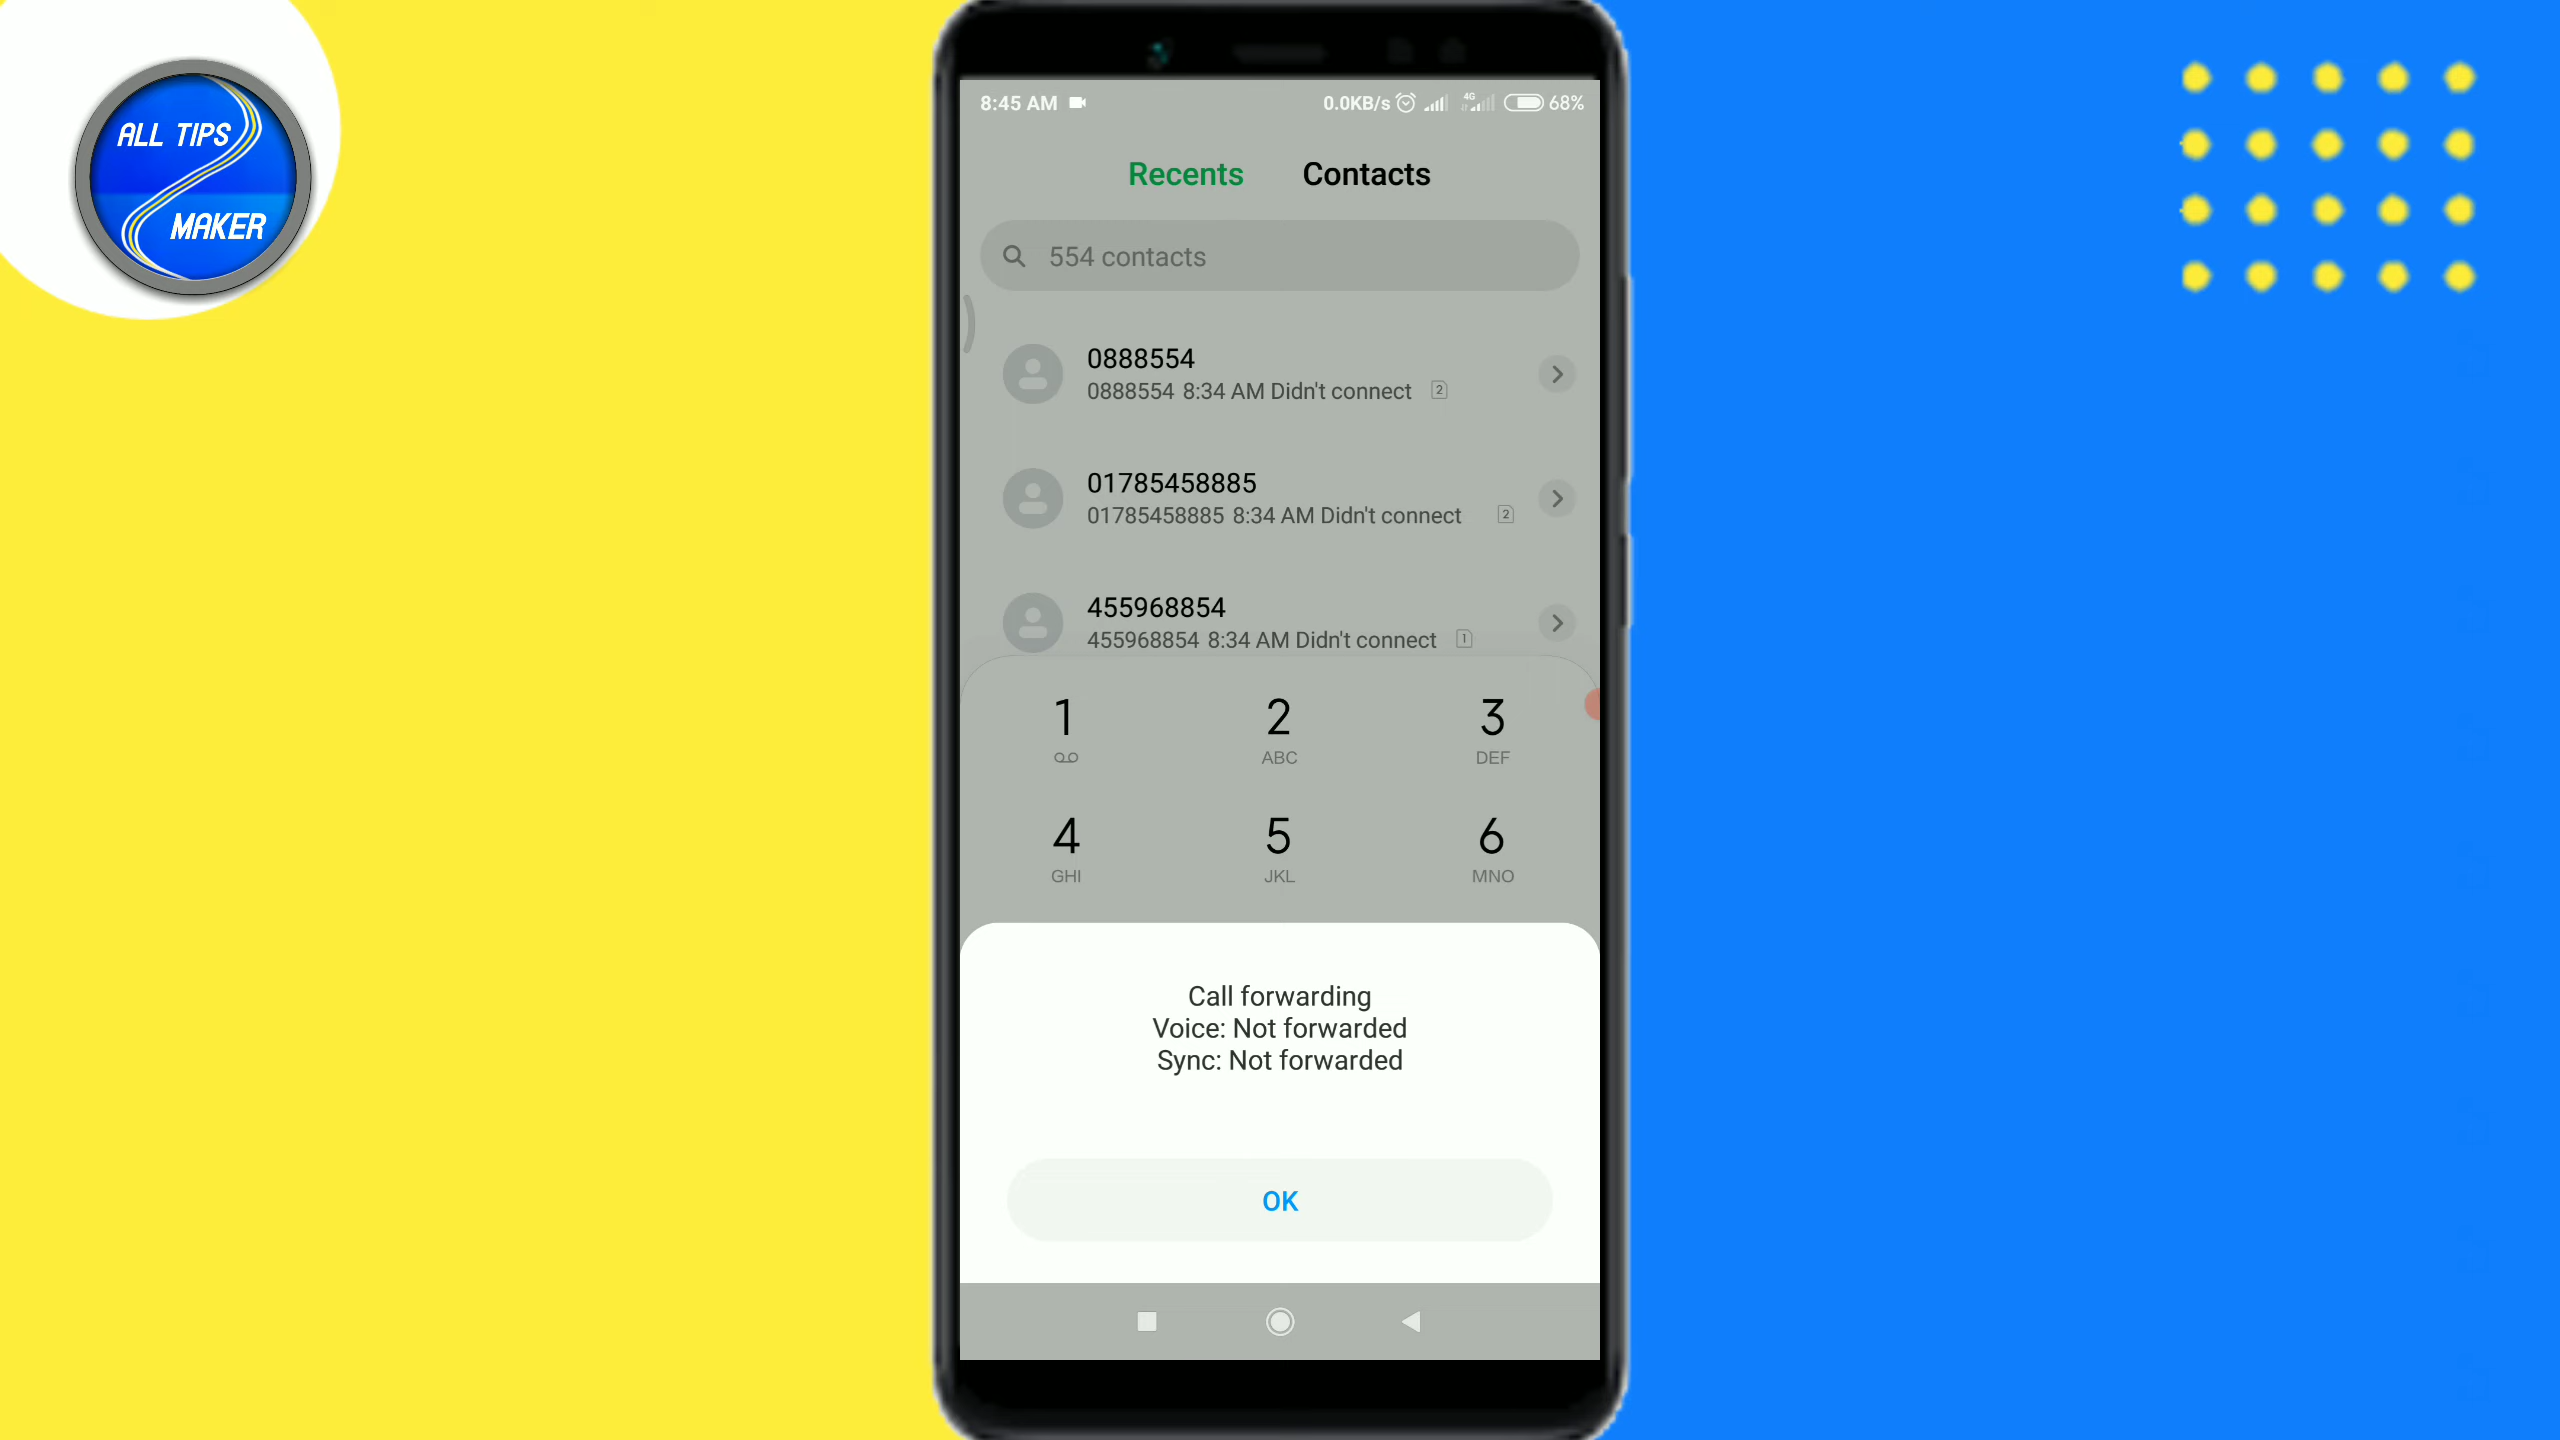 ALL TIPS
MAKER
8:45 AM
0.0KB/s
4G
68%
Recents
Contacts
554 contacts
0888554
0888554 8:34 AM Didn't connect 2
01785458885
01785458885 8:34 AM Didn't connect 2
455968854
455968854 8:34 AM Didn't connect 1
1
2
ABC
3
DEF
4
GHI
5
JKL
6
MNO
Call forwarding
Voice: Not forwarded
Sync: Not forwarded
OK